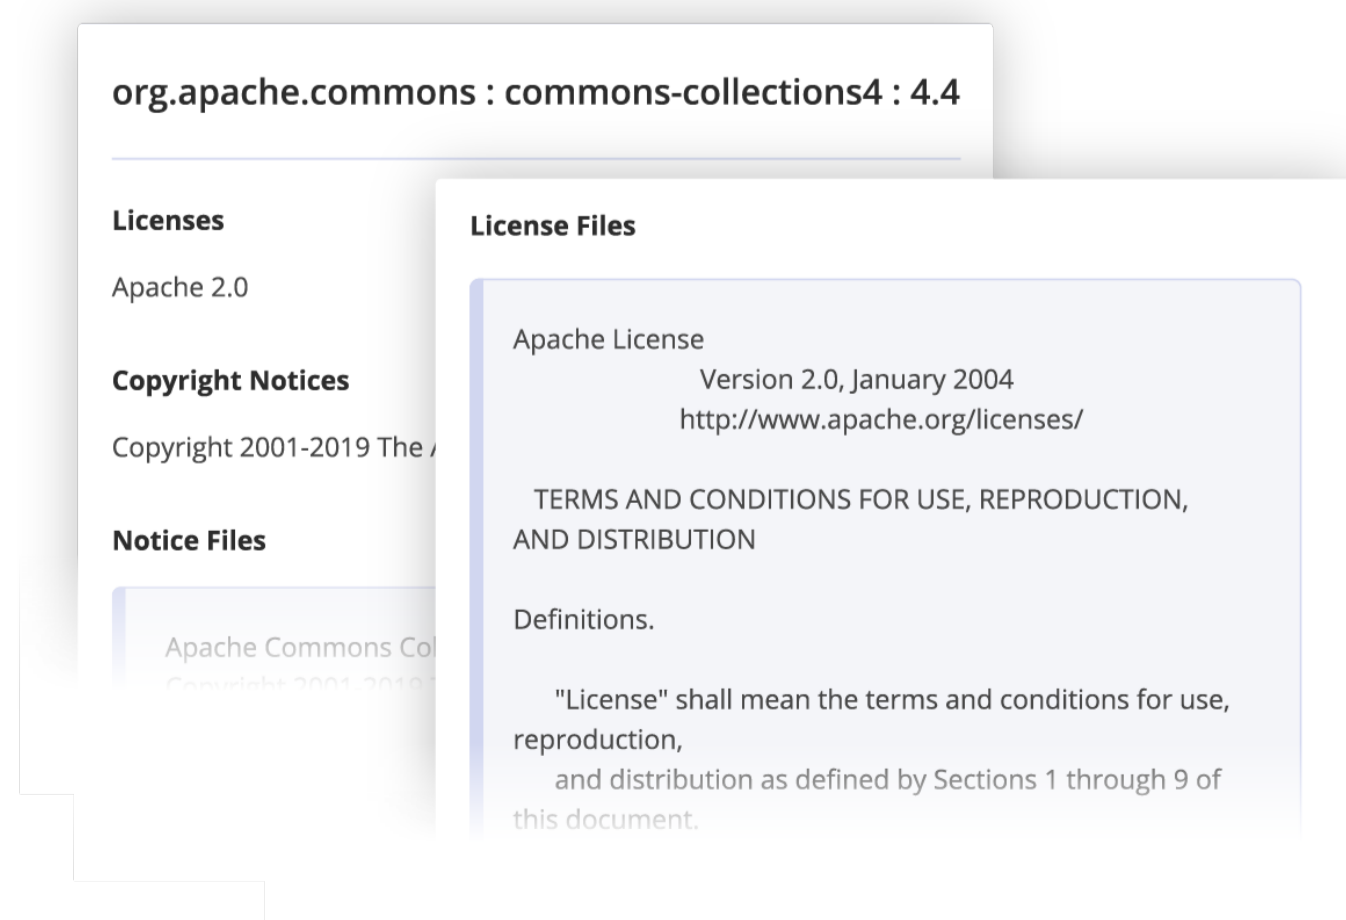 org.apache.commons : commons-collections4 : 4.4
Licenses
Apache 2.0
Copyright Notices
Copyright 2001-2019 The
Notice Files
Apache Commons
Copyright 2001-2019
License Files
Apache License
Version 2.0, January 2004
http://www.apache.org/licenses/
TERMS AND CONDITIONS FOR USE, REPRODUCTION,
AND DISTRIBUTION
Definitions.
"License" shall mean the terms and conditions for use,
reproduction,
and distribution as defined by Sections 1 through 9 of
this document.